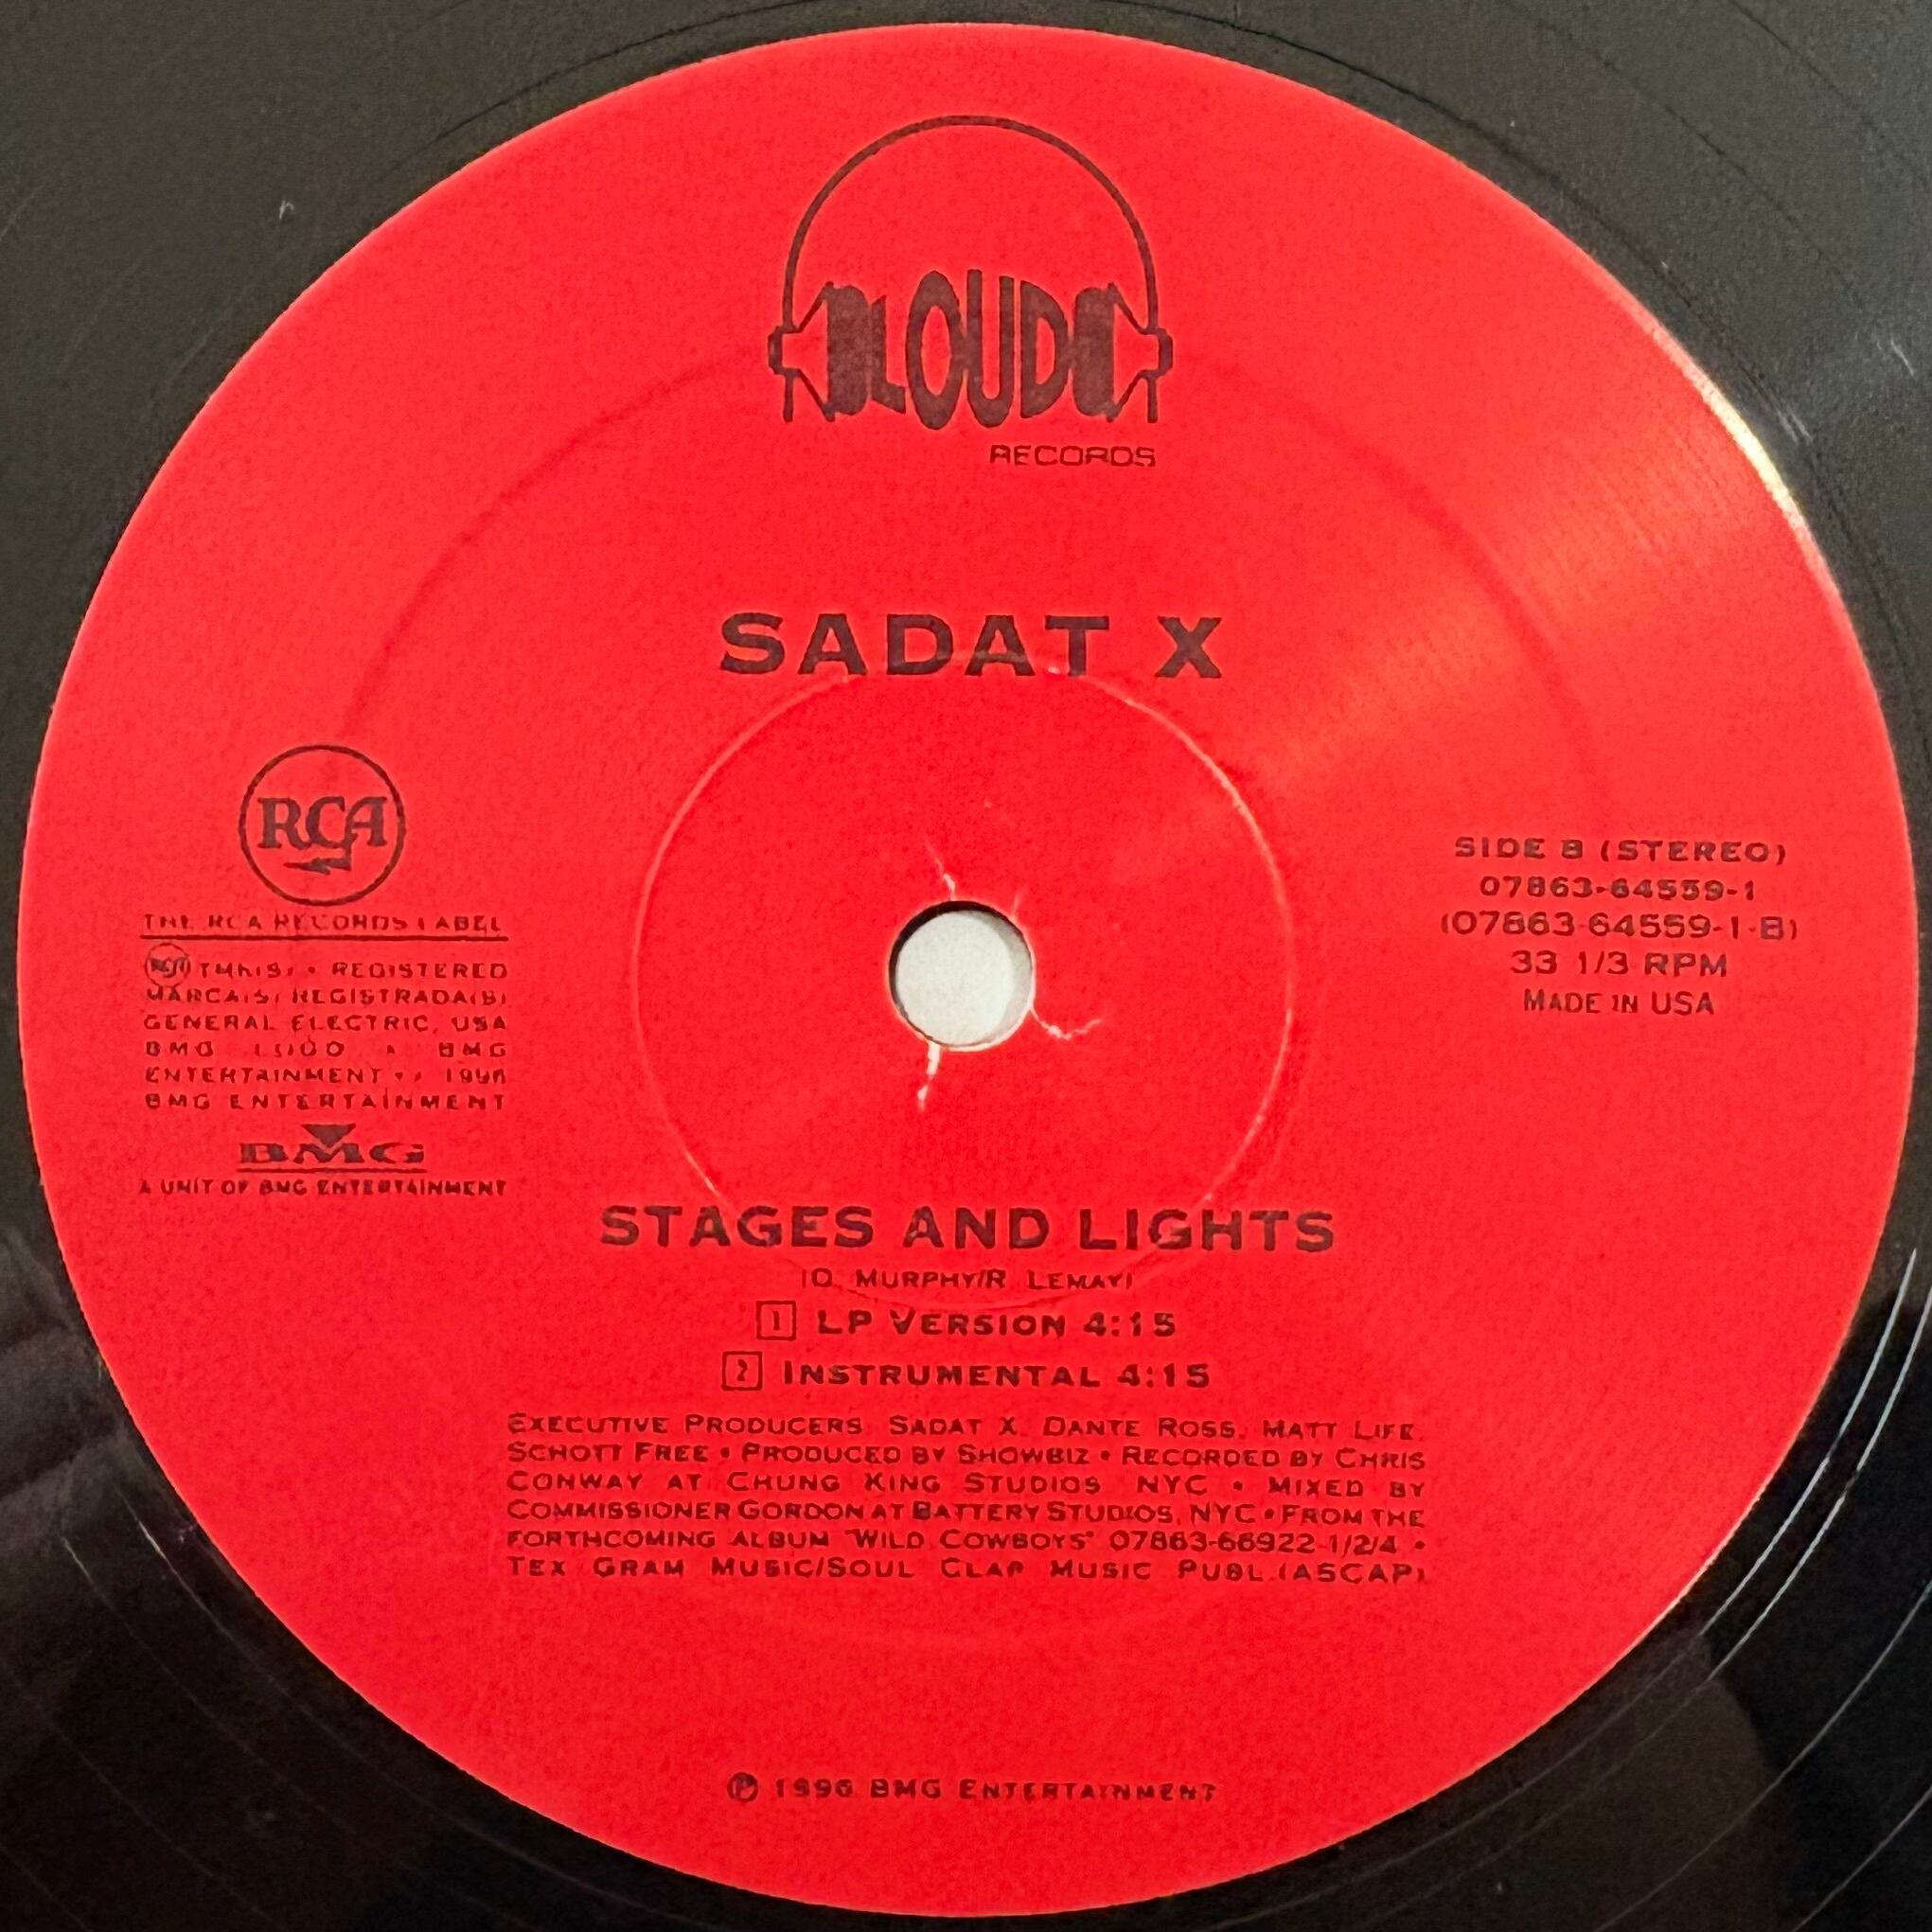 LOUD
RECORDS
SADAT X
RCA
THE RCA RECORDS LABEL
TMK(S) • REGISTERED
MARCA(S) REGISTRADA(S)
GENERAL ELECTRIC, USA
BMG LOGO BMG
ENTERTAINMENT • 1996
BMG ENTERTAINMENT
BMG
A UNIT OF BMG ENTERTAINMENT
SIDE B (STEREO)
07863-64559-1
(07863-64559-1-B)
33 1/3 RPM
MADE IN USA
STAGES AND LIGHTS
(D. MURPHY/R. LEMAY)
1 LP VERSION 4:15
2 INSTRUMENTAL 4:15
EXECUTIVE PRODUCERS: SADAT X, DANTE ROSS, MATT LIFE,
SCHOTT FREE • PRODUCED BY SHOWBIZ • RECORDED BY CHRIS
CONWAY AT CHUNG KING STUDIOS, NYC • MIXED BY
COMMISSIONER GORDON AT BATTERY STUDIOS, NYC • FROM THE
FORTHCOMING ALBUM "WILD COWBOYS" 07863-66922-1/2/4 •
TEX GRAM MUSIC/SOUL CLAP MUSIC PUBL.(ASCAP)
℗ 1996 BMG ENTERTAINMENT